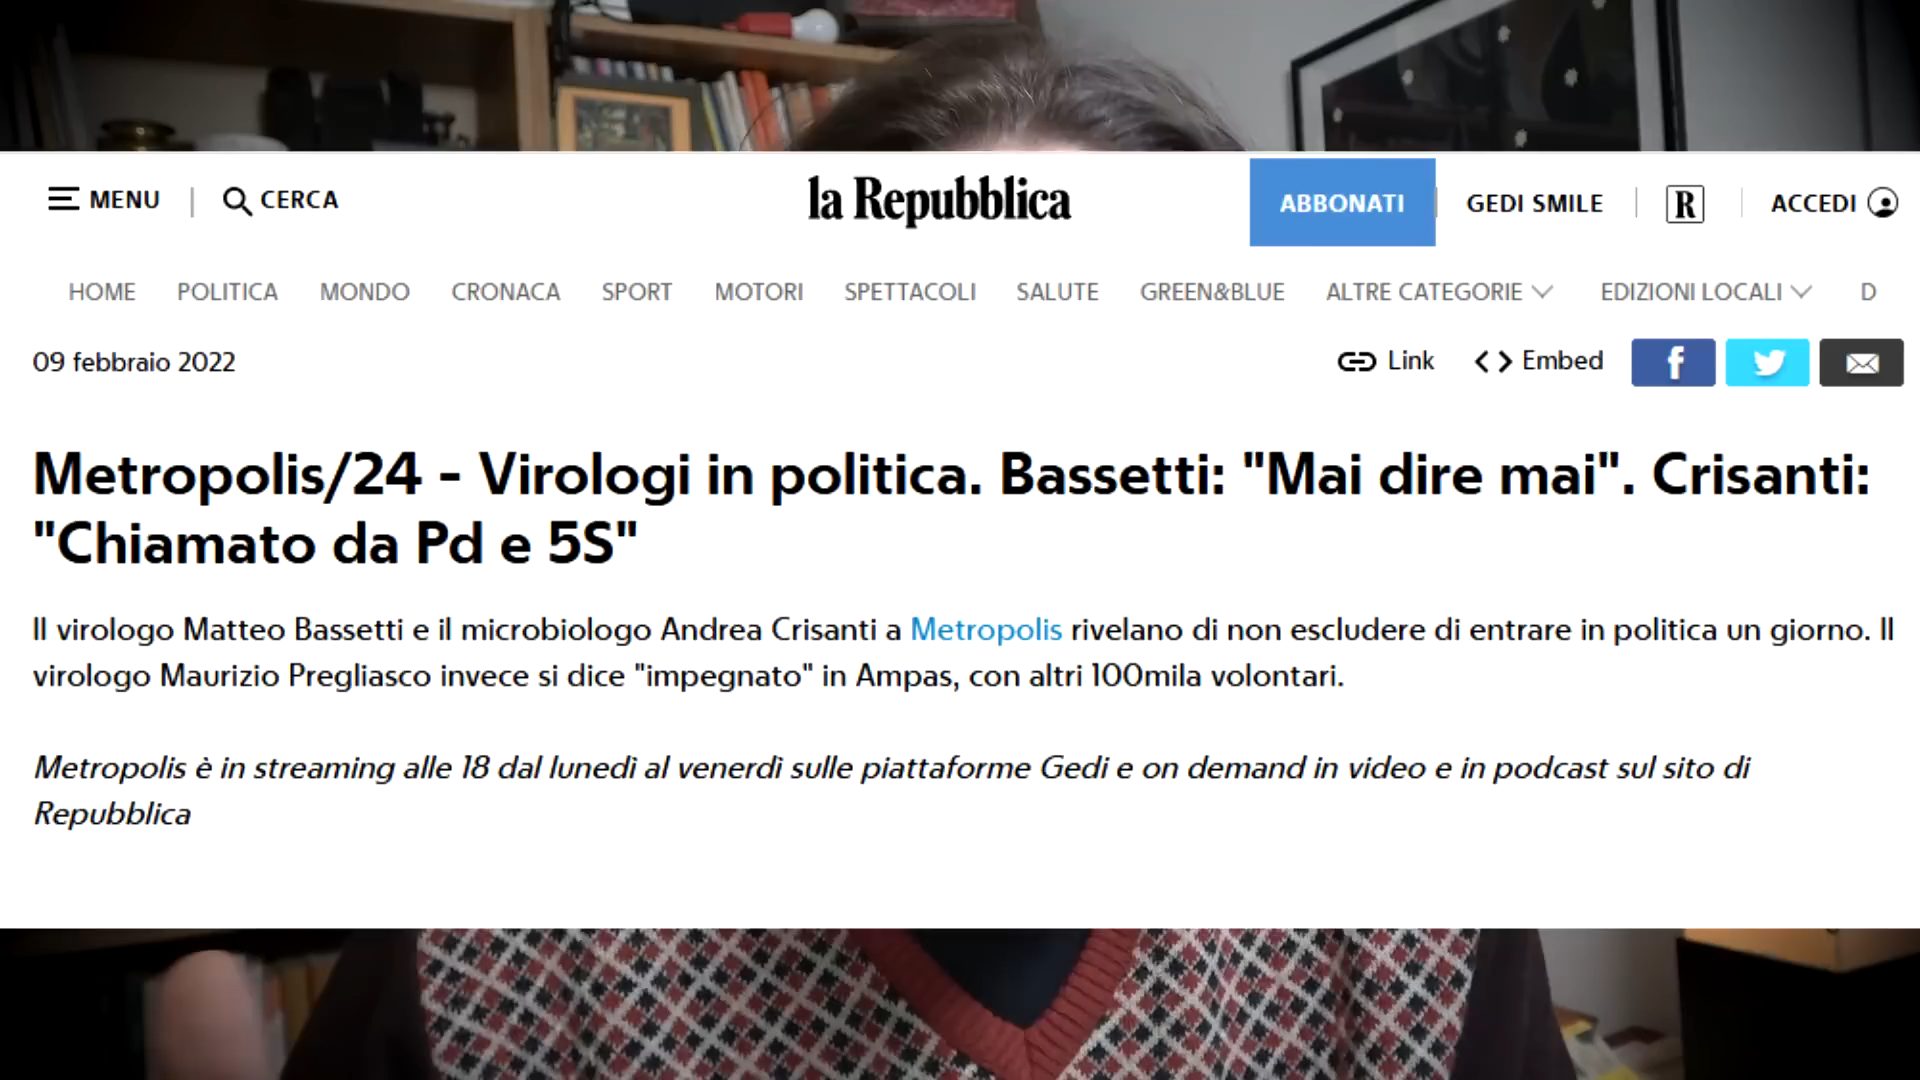 MENU | CERCA
la Repubblica
ABBONATI
GEDI SMILE
R
ACCEDI
HOME POLITICA MONDO CRONACA SPORT MOTORI SPETTACOLI SALUTE GREEN&BLUE ALTRE CATEGORIE EDIZIONI LOCALI D
09 febbraio 2022
Link Embed
Metropolis/24 - Virologi in politica. Bassetti: "Mai dire mai". Crisanti:
"Chiamato da Pd e 5S"
Il virologo Matteo Bassetti e il microbiologo Andrea Crisanti a Metropolis rivelano di non escludere di entrare in politica un giorno. Il
virologo Maurizio Pregliasco invece si dice "impegnato" in Ampas, con altri 100mila volontari.
Metropolis è in streaming alle 18 dal lunedì al venerdì sulle piattaforme Gedi e on demand in video e in podcast sul sito di
Repubblica